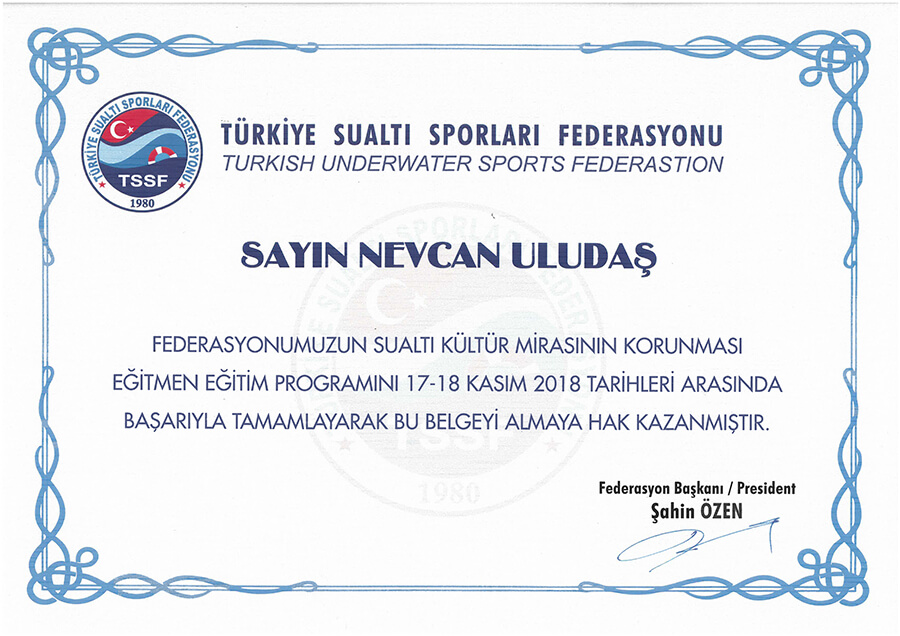 TÜRKİYE SUALTI SPORLARI FEDERASYONU
TSSF
1980
TÜRKİYE SUALTI SPORLARI FEDERASYONU
TURKISH UNDERWATER SPORTS FEDERASTION
SAYIN NEVCAN ULUDAŞ
FEDERASYONUMUZUN SUALTI KÜLTÜR MİRASININ KORUNMASI
EĞİTMEN EĞİTİM PROGRAMINI 17-18 KASIM 2018 TARİHLERİ ARASINDA
BAŞARIYLA TAMAMLAYARAK BU BELGEYİ ALMAYA HAK KAZANMIŞTIR.
TSSF
1980
Federasyon Başkanı / President
Şahin ÖZEN